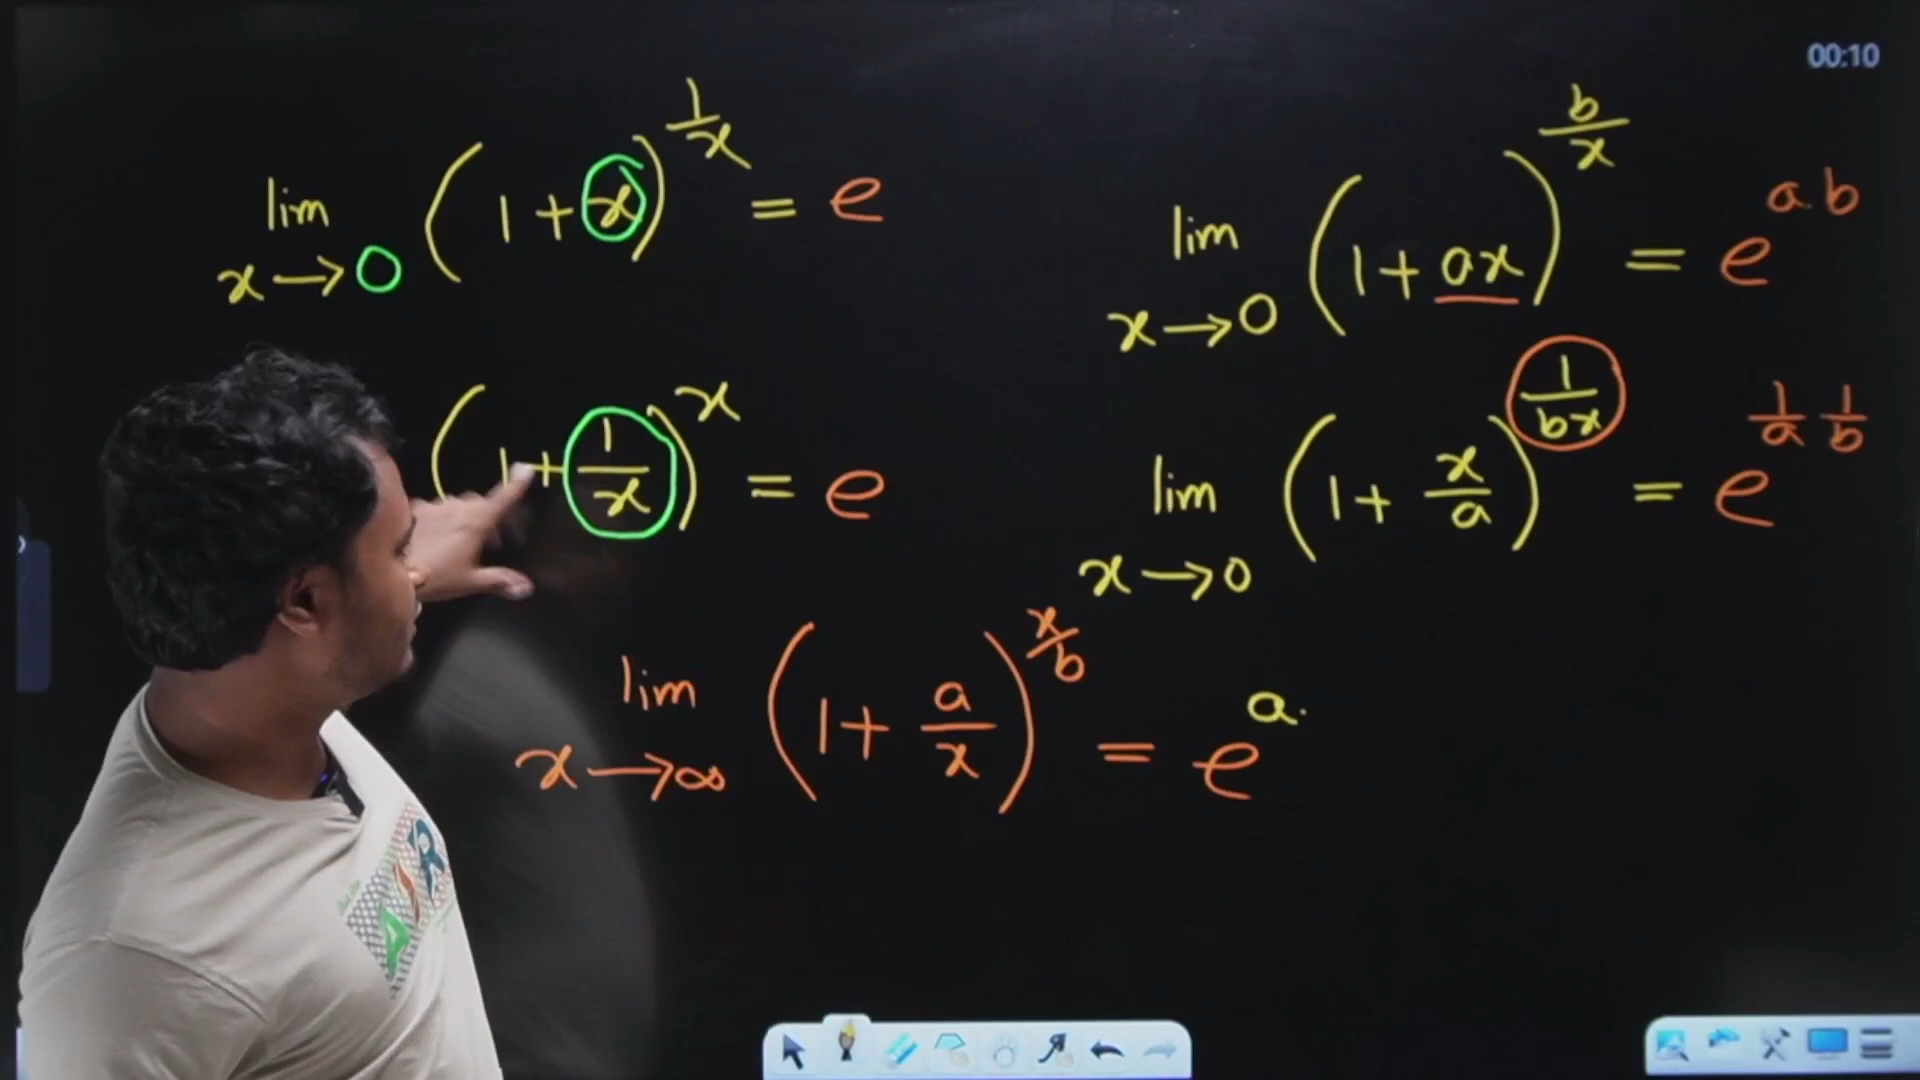 00:10
lim x→0 (1 + x)^(1/x) = e
lim x→0 (1 + ax)^(b/x) = e^(ab)
(1 + 1/x)^x = e
lim x→0 (1 + x/a)^(1/bx) = e^(1/a 1/b)
lim x→∞ (1 + a/x)^(x/b) = e^(a.